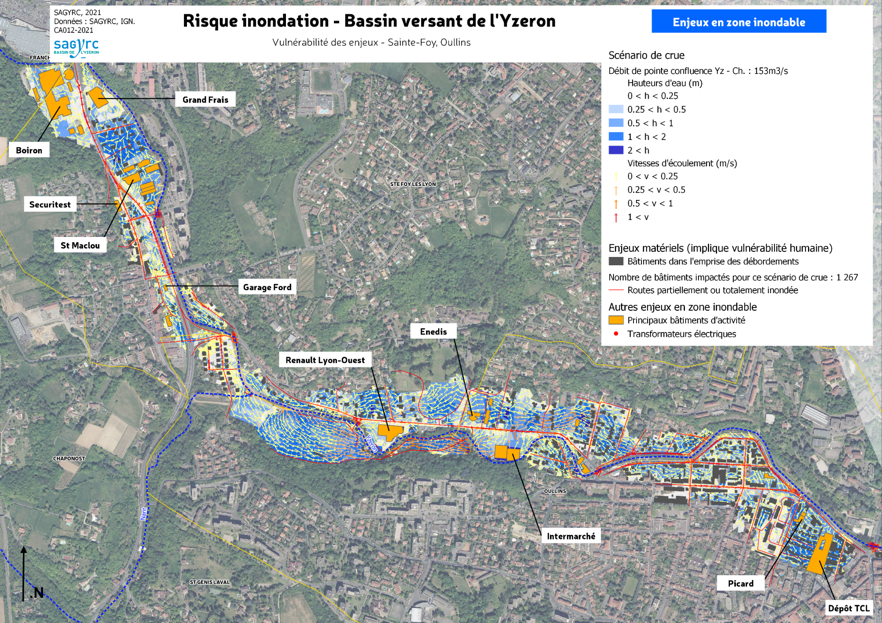 SAGYRC, 2021
Données : SAGYRC, IGN.
CA012-2021
sagyrc
BASSIN DE L'YZERON
Risque inondation - Bassin versant de l'Yzeron
Vulnérabilité des enjeux - Sainte-Foy, Oullins
Enjeux en zone inondable
Scénario de crue
Débit de pointe confluence Yz - Ch. : 153m3/s
Hauteurs d'eau (m)
0 < h < 0.25
0.25 < h < 0.5
0.5 < h < 1
1 < h < 2
2 < h
Vitesses d'écoulement (m/s)
0 < v < 0.25
0.25 < v < 0.5
0.5 < v < 1
1 < v
Enjeux matériels (implique vulnérabilité humaine)
Bâtiments dans l'emprise des débordements
Nombre de bâtiments impactés pour ce scénario de crue : 1 267
Routes partiellement ou totalement inondée
Autres enjeux en zone inondable
Principaux bâtiments d'activité
Transformateurs électriques
Grand Frais
Boiron
STE FOY LES LYON
Securitest
St Maclou
Garage Ford
Enedis
Renault Lyon-Ouest
CHAPONOST
OULLINS
Intermarché
ST GENIS LAVAL
Picard
Dépôt TCL
.N